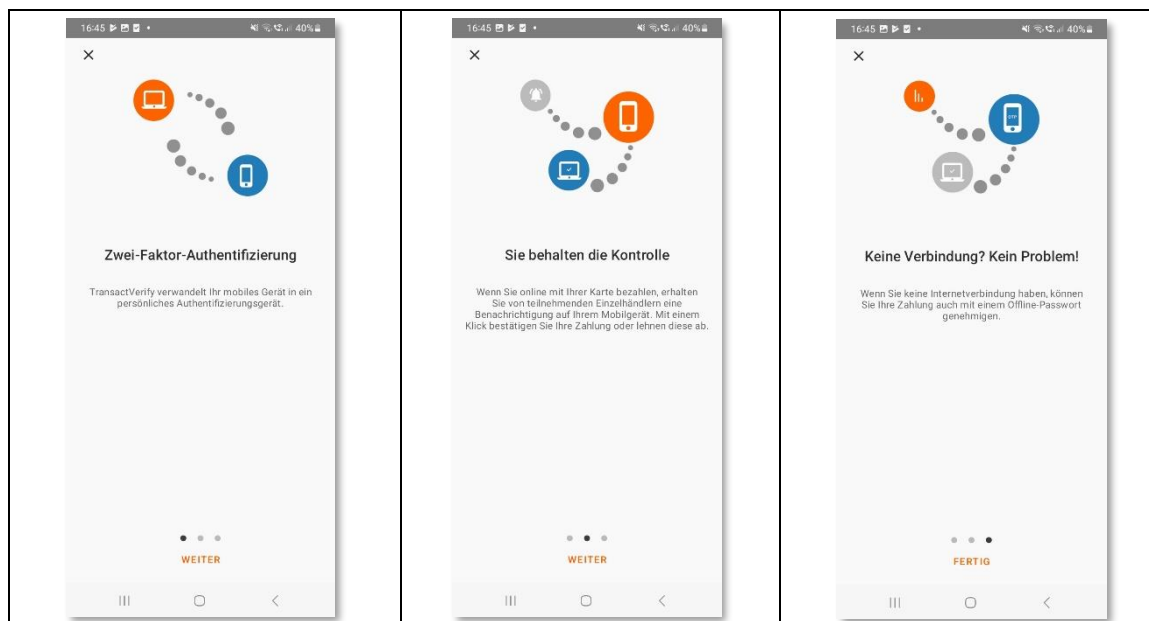 16:45
40%
Zwei-Faktor-Authentifizierung
TransactVerify verwandelt Ihr mobiles Gerät in ein
persönliches Authentifizierungsgerät.
WEITER
16:45
40%
Sie behalten die Kontrolle
Wenn Sie online mit Ihrer Karte bezahlen, erhalten
Sie von teilnehmenden Einzelhändlern eine
Benachrichtigung auf Ihrem Mobilgerät. Mit einem
Klick bestätigen Sie Ihre Zahlung oder lehnen diese ab.
WEITER
16:45
40%
OTP
Keine Verbindung? Kein Problem!
Wenn Sie keine Internetverbindung haben, können
Sie Ihre Zahlung auch mit einem Offline-Passwort
genehmigen.
FERTIG